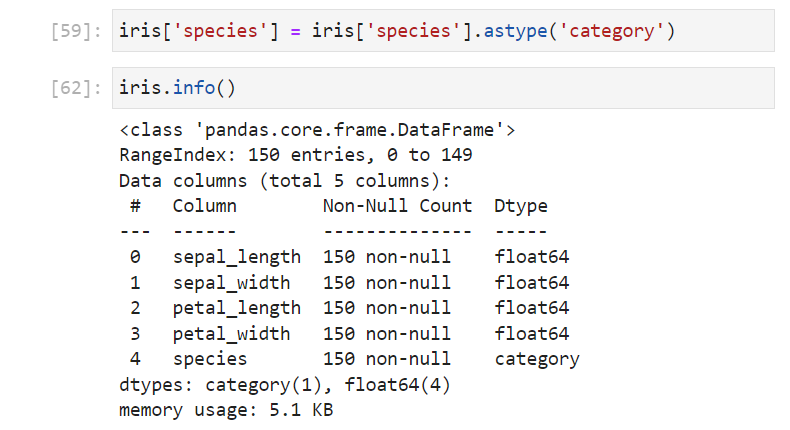 [59]: iris['species'] = iris['species'].astype('category')
[62]: iris.info()
<class 'pandas.core.frame.DataFrame'>
RangeIndex: 150 entries, 0 to 149
Data columns (total 5 columns):
 #   Column        Non-Null Count  Dtype
---  ------        --------------  -----
 0   sepal_length  150 non-null    float64
 1   sepal_width   150 non-null    float64
 2   petal_length  150 non-null    float64
 3   petal_width   150 non-null    float64
 4   species       150 non-null    category
dtypes: category(1), float64(4)
memory usage: 5.1 KB